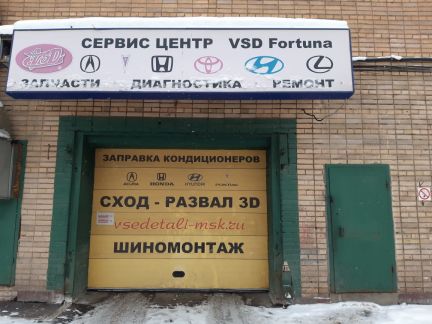 СЕРВИС ЦЕНТР VSD Fortuna
ЗАПЧАСТИ ДИАГНОСТИКА РЕМОНТ
ЗАПРАВКА КОНДИЦИОНЕРОВ
ACURA HONDA HYUNDAI PONTIAC
СХОД - РАЗВАЛ 3D
vsedetali-msk.ru
ШИНОМОНТАЖ